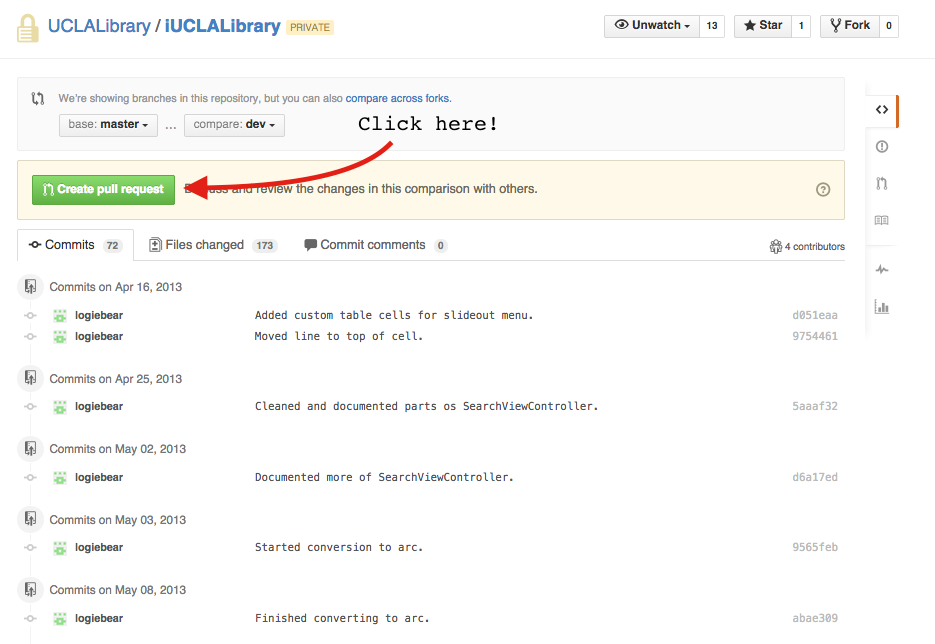 UCLALibrary / iUCLALibrary PRIVATE
Unwatch 13 Star 1 Fork 0
We're showing branches in this repository, but you can also compare across forks.
base: master ... compare: dev
Click here!
Create pull request and review the changes in this comparison with others.
Commits 72 Files changed 173 Commit comments 0 4 contributors
Commits on Apr 16, 2013
logiebear Added custom table cells for slideout menu. d051eaa
logiebear Moved line to top of cell. 9754461
Commits on Apr 25, 2013
logiebear Cleaned and documented parts os SearchViewController. 5aaaf32
Commits on May 02, 2013
logiebear Documented more of SearchViewController. d6a17ed
Commits on May 03, 2013
logiebear Started conversion to arc. 9565feb
Commits on May 08, 2013
logiebear Finished converting to arc. abae309